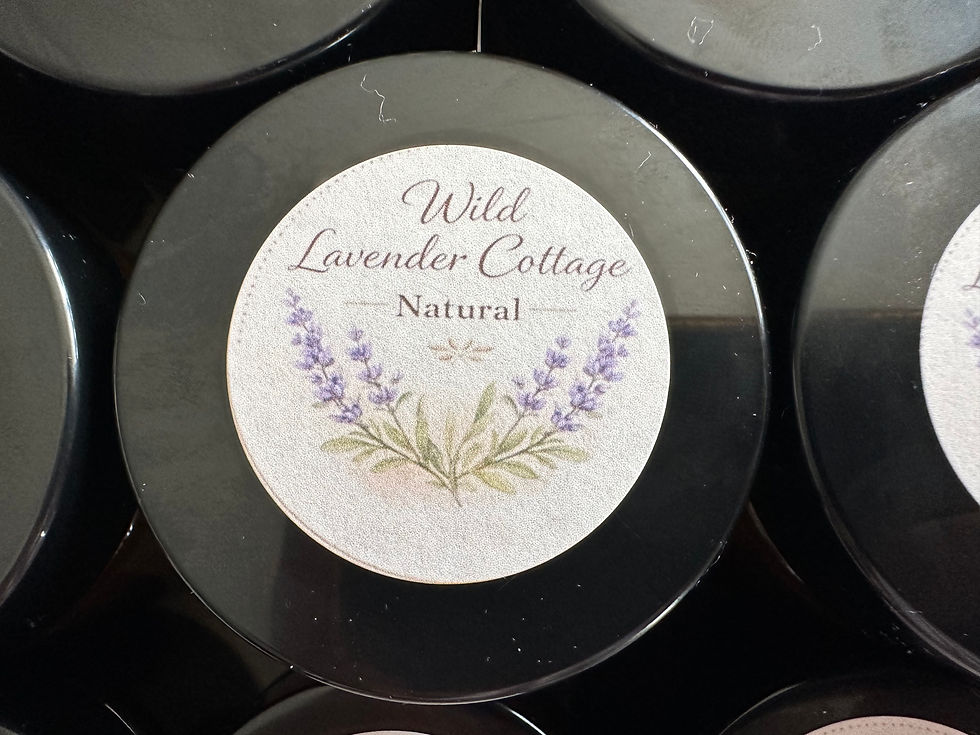 Wild
Lavender Cottage
Natural